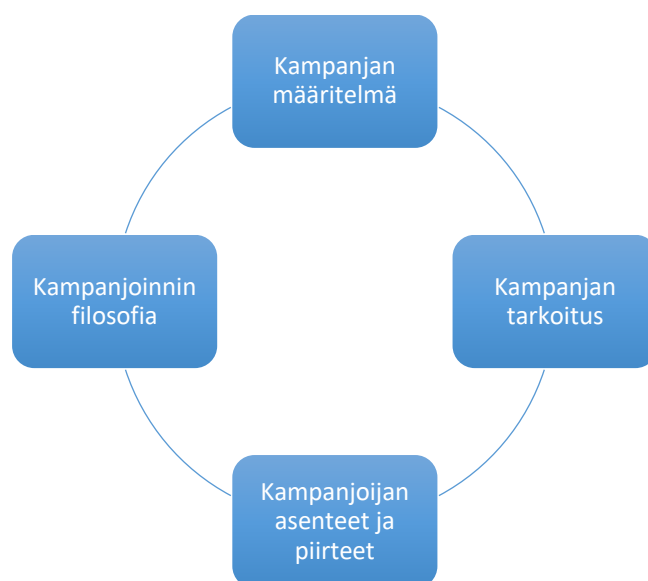 Kampanjan
määritelmä
Kampanjoinnin
filosofia
Kampanjan
tarkoitus
Kampanjoijan
asenteet ja
piirteet